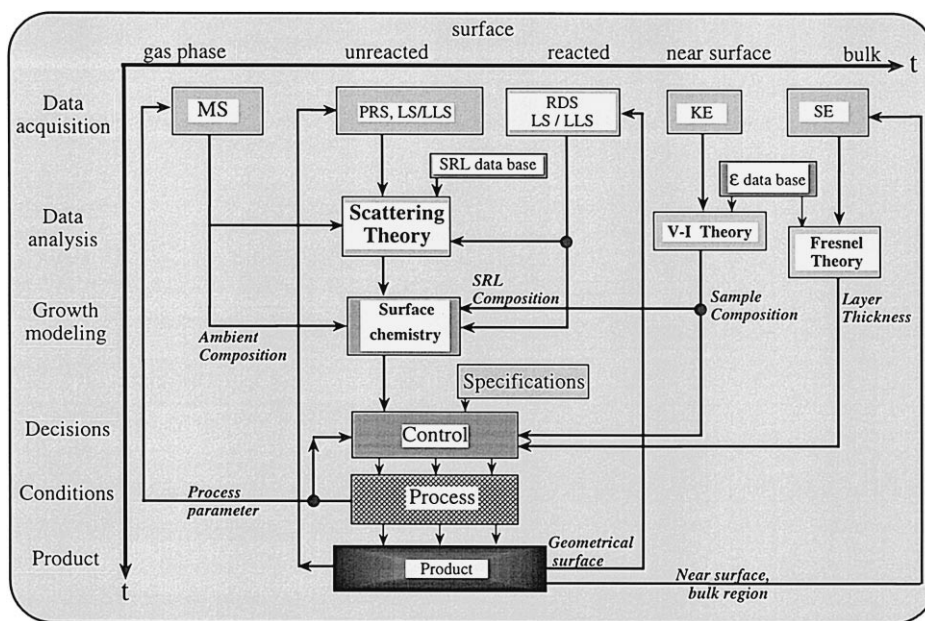 surface
gas phase unreacted reacted near surface bulk
t
Data
acquisition
MS
PRS, LS/LLS
RDS
LS / LLS
KE
SE
SRL data base
ε data base
Data
analysis
Scattering
Theory
V-I Theory
Fresnel
Theory
SRL
Composition
Sample
Composition
Layer
Thickness
Growth
modeling
Ambient
Composition
Surface
chemistry
Specifications
Decisions
Control
Conditions
Process
parameter
Process
Product
Product
Geometrical
surface
Near surface,
bulk region
t